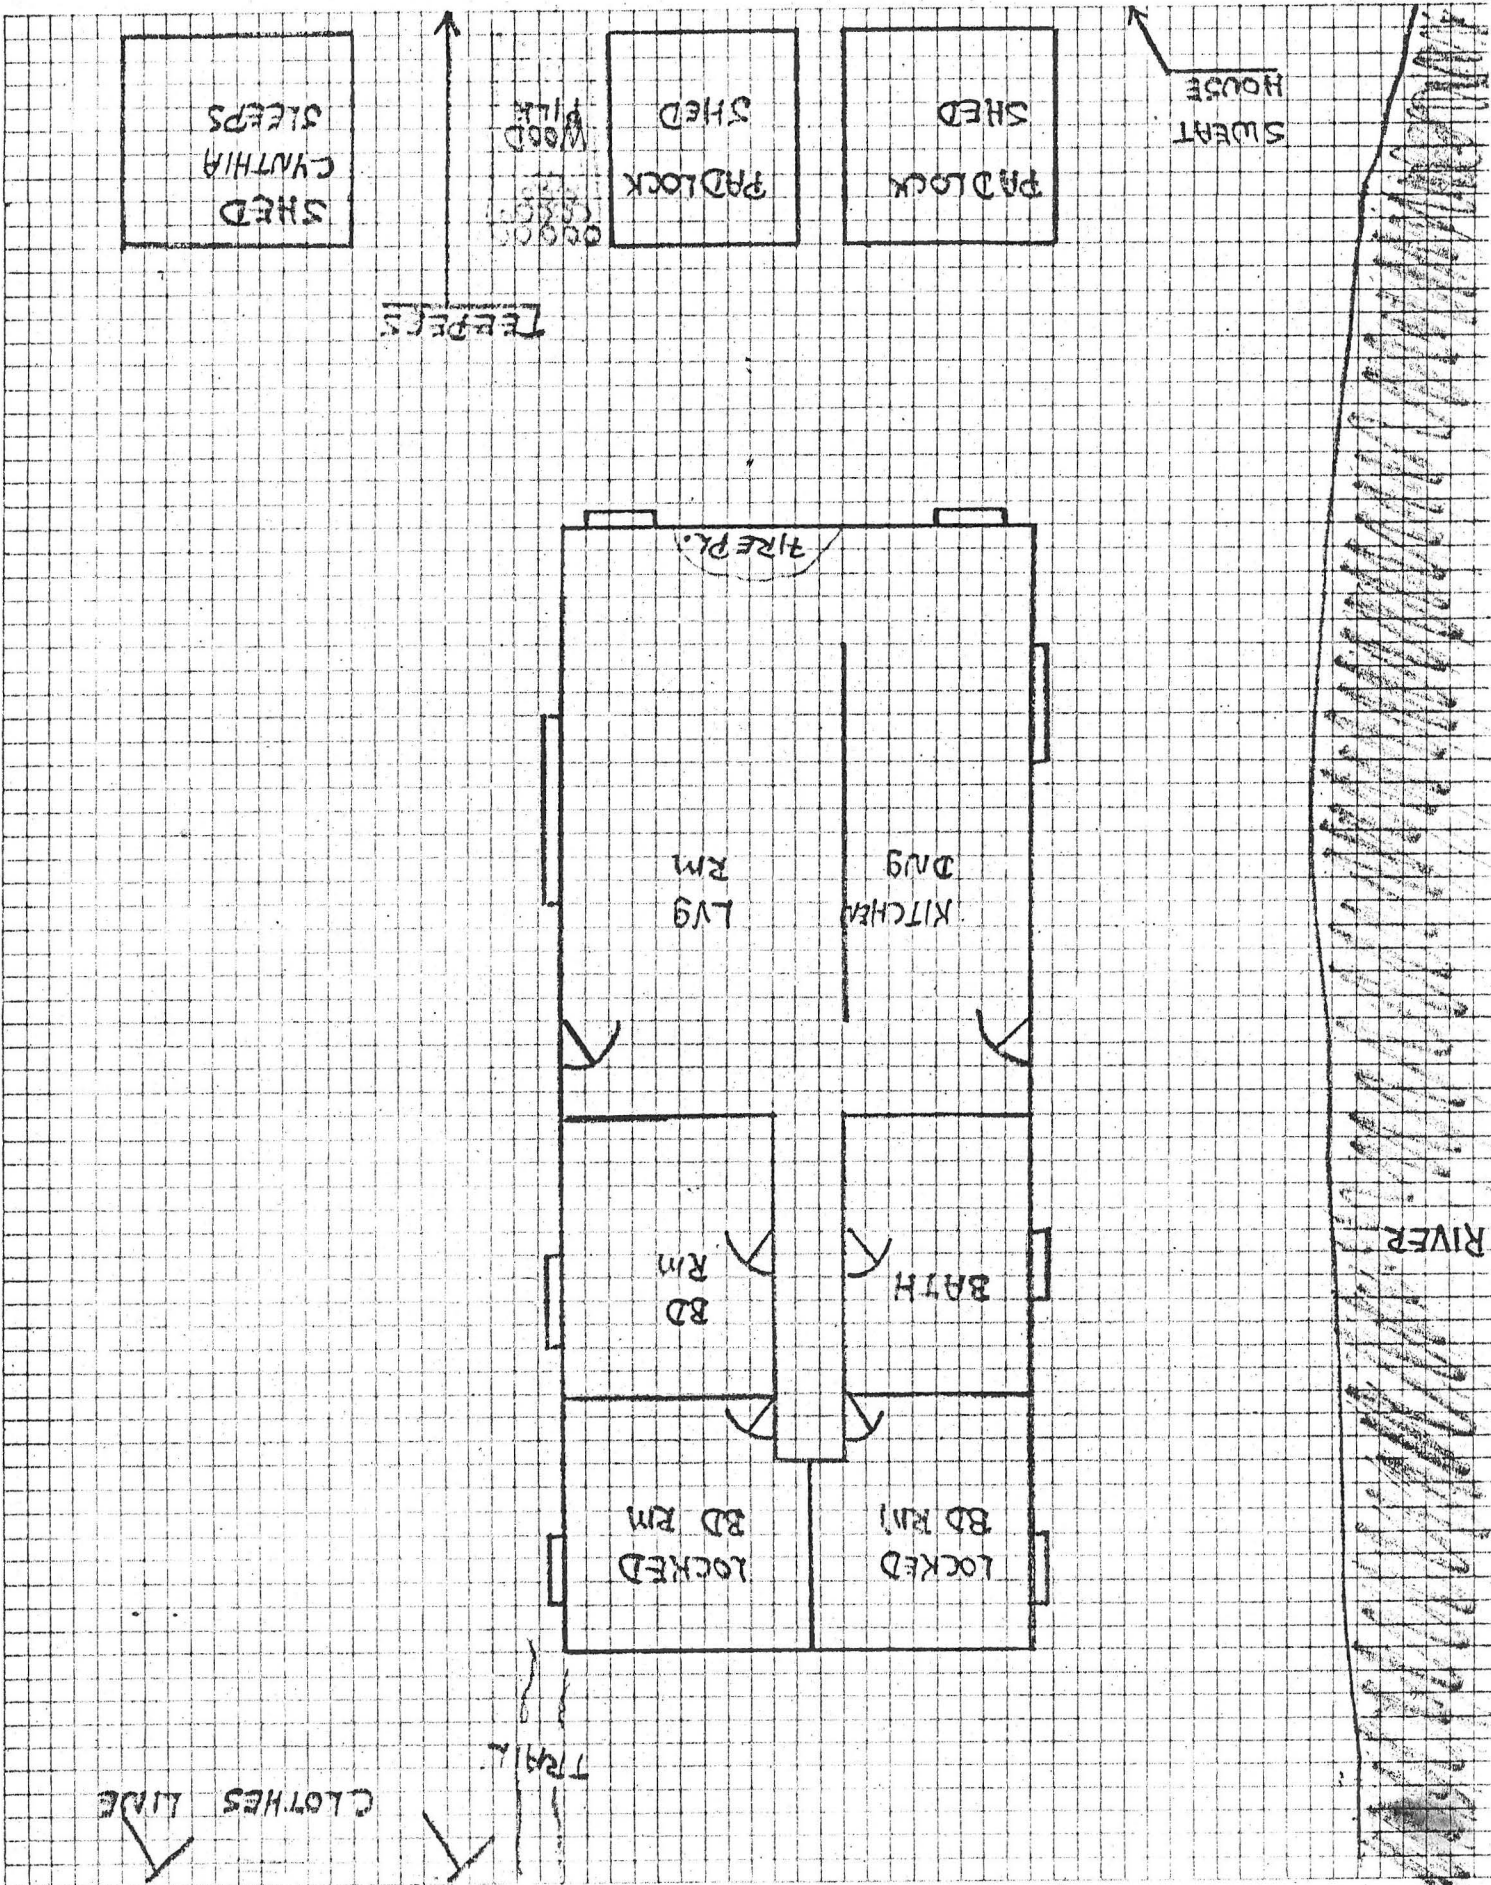 CLOTHES LINE
TRAIL
LOCKED
BD RM
LOCKED
BD RM
BATH
BD
RM
RIVER
KITCHEN
DNG
LVG
RM
FIRE PL.
TEEPEES
SWEAT
HOUSE
PADLOCK
SHED
PADLOCK
SHED
WOOD
PILE
SHED
CYNTHIA
SLEEPS